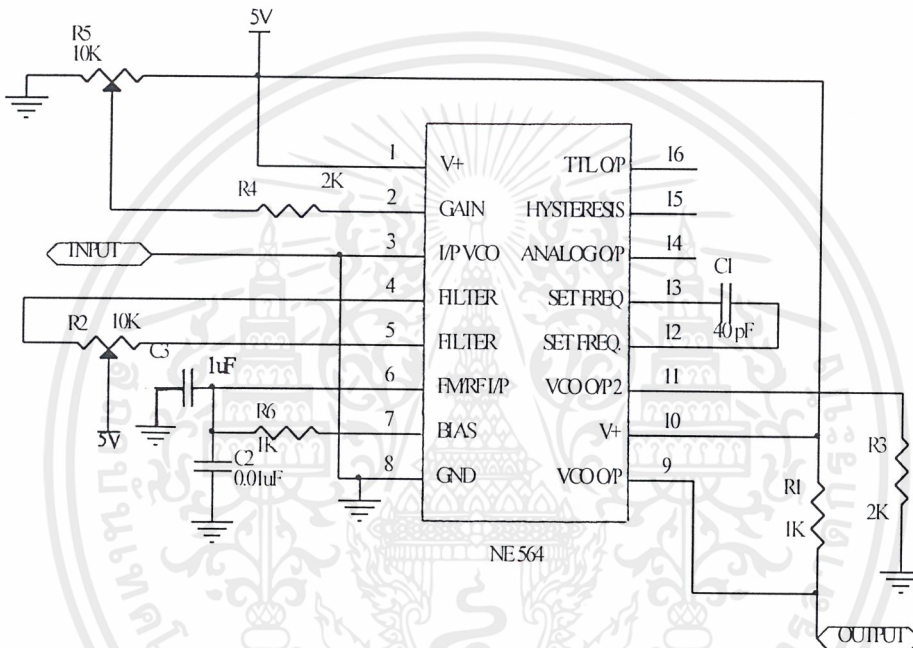 5V
R5
10K
1
V+
TTL O/P
16
R4
2K
2
GAIN
HYSTERESIS
15
INPUT
3
I/P VCO
ANALOG O/P
14
C1
4
FILTER
SET FREQ
13
R2
10K
40 pF
5
FILTER
SET FREQ.
12
C3
1uF
6
FM/RF I/P
VCO O/P2
11
R6
1K
7
BIAS
V+
10
5V
R3
2K
C2
0.01uF
8
GND
VCO O/P
9
R1
1K
NE 564
OUTPUT